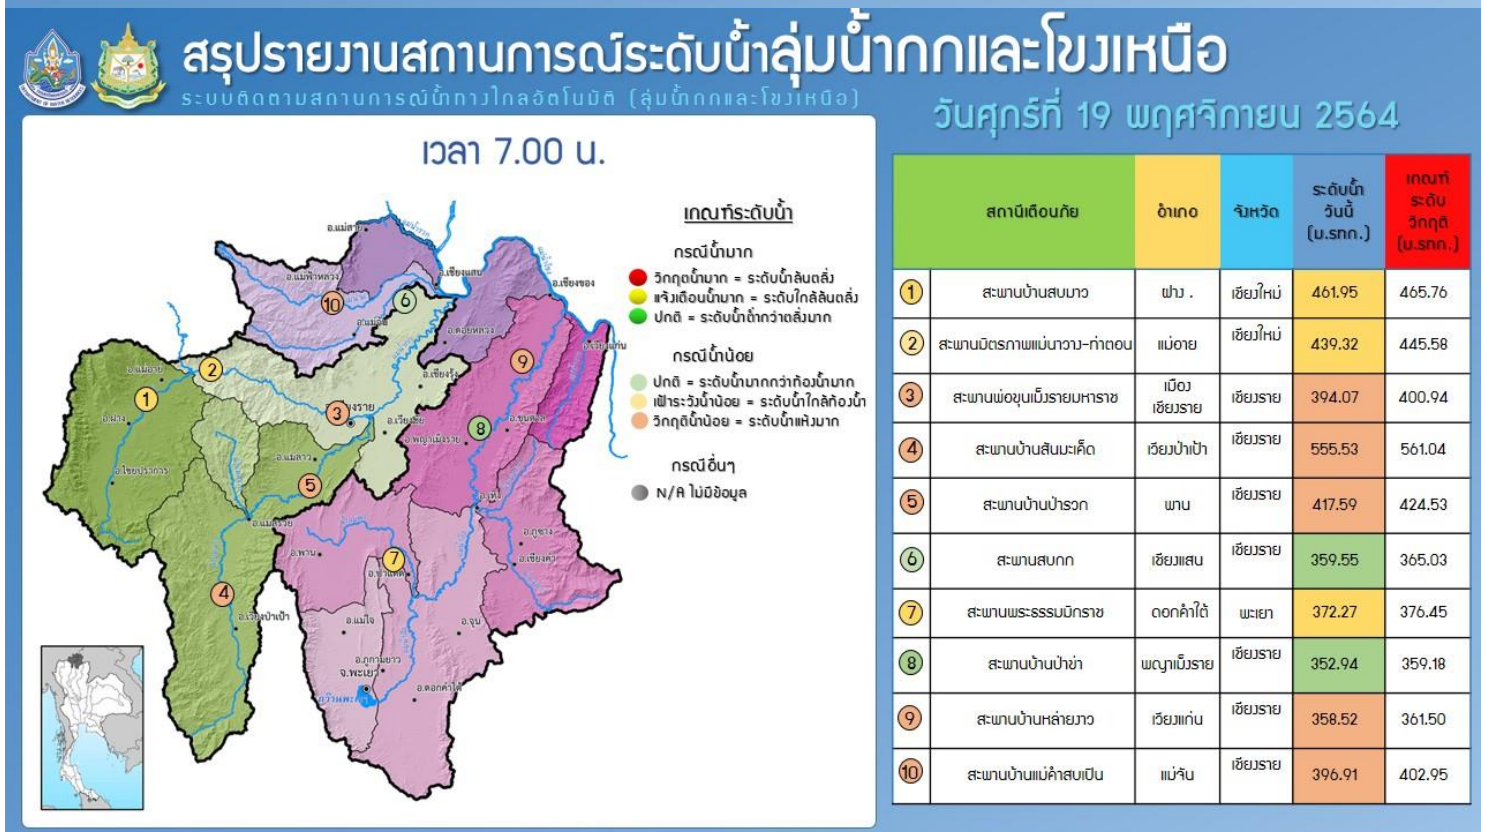 สรุปรายงานสถานการณ์ระดับน้ำลุ่มน้ำกกและโขงเหนือ
ระบบติดตามสถานการณ์น้ำทางไกลอัตโนมัติ (ลุ่มน้ำกกและโขงเหนือ)
วันศุกร์ที่ 19 พฤศจิกายน 2564
เวลา 7.00 น.
เกณฑ์ระดับน้ำ
กรณีน้ำมาก
วิกฤตน้ำมาก = ระดับน้ำล้นตลิ่ง
แจ้งเตือนน้ำมาก = ระดับใกล้ล้นตลิ่ง
ปกติ = ระดับน้ำต่ำกว่าตลิ่งมาก
กรณีน้ำน้อย
ปกติ = ระดับน้ำมากกว่าท้องน้ำมาก
เฝ้าระวังน้ำน้อย = ระดับน้ำใกล้ท้องน้ำ
วิกฤติน้ำน้อย = ระดับน้ำแห้งมาก
กรณีอื่นๆ
N/A ไม่มีข้อมูล
อ.แม่สาย
อ.แม่ฟ้าหลวง
อ.เชียงแสน
อ.เชียงของ
10
6
อ.แม่จัน
อ.ดอยหลวง
อ.เวียงแก่น
9
อ.แม่อาย
2
อ.เชียงรุ้ง
1
อ.ฝาง
3
อ.เวียงชัย
8
อ.ขุนตาล
อ.พญาเม็งราย
อ.แม่ลาว
อ.ไชยปราการ
5
อ.เทิง
อ.แม่สรวย
อ.ภูซาง
อ.พาน
7
อ.ป่าแดด
อ.เชียงคำ
4
อ.เวียงป่าเป้า
อ.แม่ใจ
อ.จุน
อ.ภูกามยาว
จ.พะเยา
อ.ดอกคำใต้
กว๊านพะเยา
สถานีเตือนภัย อำเภอ จังหวัด ระดับน้ำ วันนี้ (ม.รทก.) เกณฑ์ ระดับ วิกฤติ (ม.รทก.)
1 สะพานบ้านสบมาว ฝาง . เชียงใหม่ 461.95 465.76
2 สะพานมิตรภาพแม่นาวาง-ท่าตอน แม่อาย เชียงใหม่ 439.32 445.58
3 สะพานพ่อขุนเม็งรายมหาราช เมือง เชียงราย เชียงราย 394.07 400.94
4 สะพานบ้านสันมะเค็ด เวียงป่าเป้า เชียงราย 555.53 561.04
5 สะพานบ้านป่ารวก พาน เชียงราย 417.59 424.53
6 สะพานสบกก เชียงแสน เชียงราย 359.55 365.03
7 สะพานพระธรรมมิกราช ดอกคำใต้ พะเยา 372.27 376.45
8 สะพานบ้านป่าข่า พญาเม็งราย เชียงราย 352.94 359.18
9 สะพานบ้านหล่ายงาว เวียงแก่น เชียงราย 358.52 361.50
10 สะพานบ้านแม่คำสบเปิน แม่จัน เชียงราย 396.91 402.95